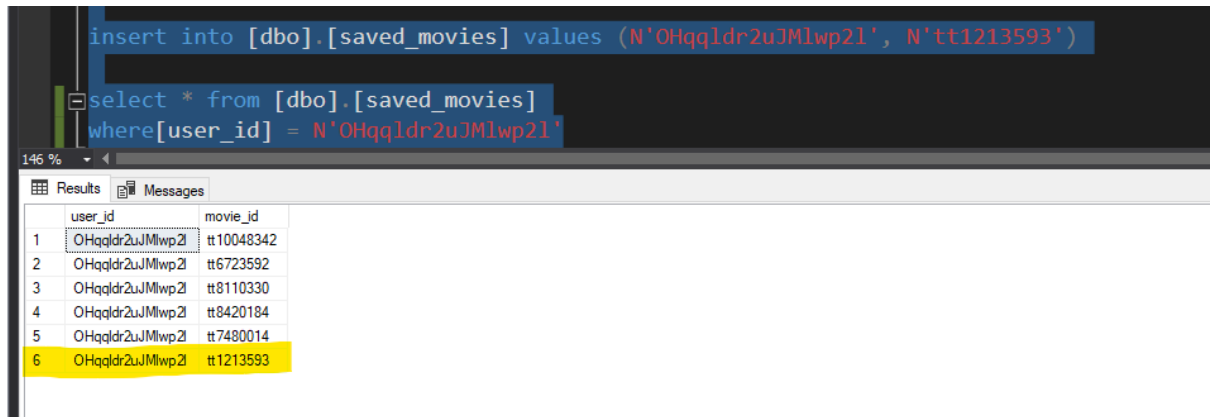 insert into [dbo].[saved_movies] values (N'OHqqldr2uJMlwp2l', N'tt1213593')
select * from [dbo].[saved_movies]
where[user_id] = N'OHqqldr2uJMlwp2l'
146 %
Results Messages
user_id movie_id
1 OHqqldr2uJMlwp2l tt10048342
2 OHqqldr2uJMlwp2l tt6723592
3 OHqqldr2uJMlwp2l tt8110330
4 OHqqldr2uJMlwp2l tt8420184
5 OHqqldr2uJMlwp2l tt7480014
6 OHqqldr2uJMlwp2l tt1213593